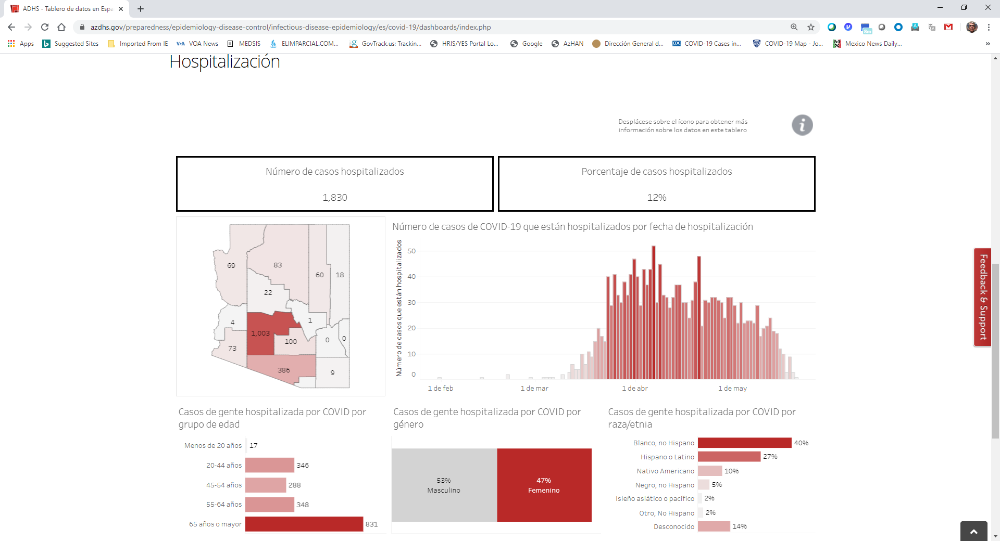 ADHS - Tablero de datos en Espa
azdhs.gov/preparedness/epidemiology-disease-control/infectious-disease-epidemiology/es/covid-19/dashboards/index.php
8m
Apps
Suggested Sites
Imported From IE
VOA
VOA News
MEDSIS
ELIMPARCIAL.COM...
GovTrack.us: Trackin...
HRIS/YES Portal Lo...
Google
AzHAN
Dirección General d...
CDC
COVID-19 Cases in...
COVID-19 Map - Jo...
Mexico News Daily...
»
Hospitalización
Desplácese sobre el ícono para obtener más
información sobre los datos en este tablero
i
Número de casos hospitalizados
1,830
Porcentaje de casos hospitalizados
12%
69
83
60
18
22
4
1
1,003
100
0
0
73
386
9
Número de casos de COVID-19 que están hospitalizados por fecha de hospitalización
Número de casos que están hospitalizados
50
40
30
20
10
0
1 de feb
1 de mar
1 de abr
1 de may
Feedback & Support
Casos de gente hospitalizada por COVID por
grupo de edad
Menos de 20 años 17
20-44 años 346
45-54 años 288
55-64 años 348
65 años o mayor 831
Casos de gente hospitalizada por COVID por
género
53%
Masculino
47%
Femenino
Casos de gente hospitalizada por COVID por
raza/etnia
Blanco, no Hispano 40%
Hispano o Latino 27%
Nativo Americano 10%
Negro, no Hispano 5%
Isleño asiático o pacífico 2%
Otro, No Hispano 2%
Desconocido 14%